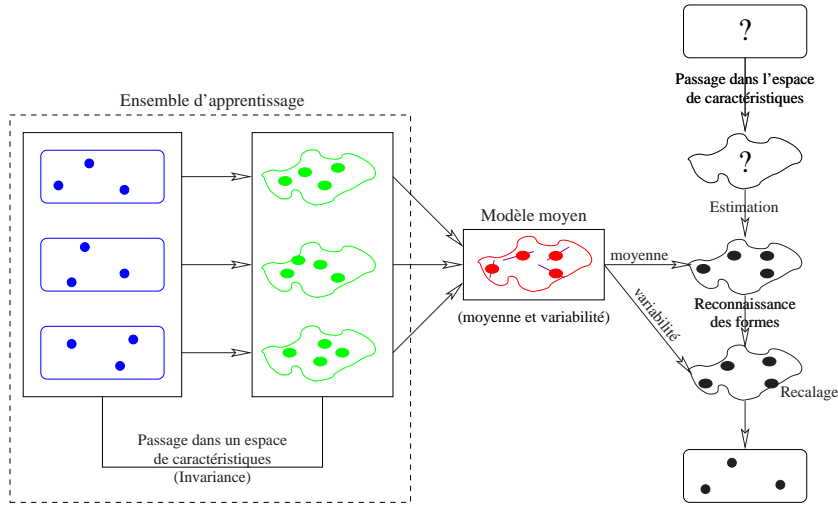 ?
Passage dans l'espace
de caractéristiques
Ensemble d'apprentissage
?
Estimation
Modèle moyen
moyenne
variabilité
(moyenne et variabilité)
Reconnaissance
des formes
Recalage
Passage dans un espace
de caractéristiques
(Invariance)